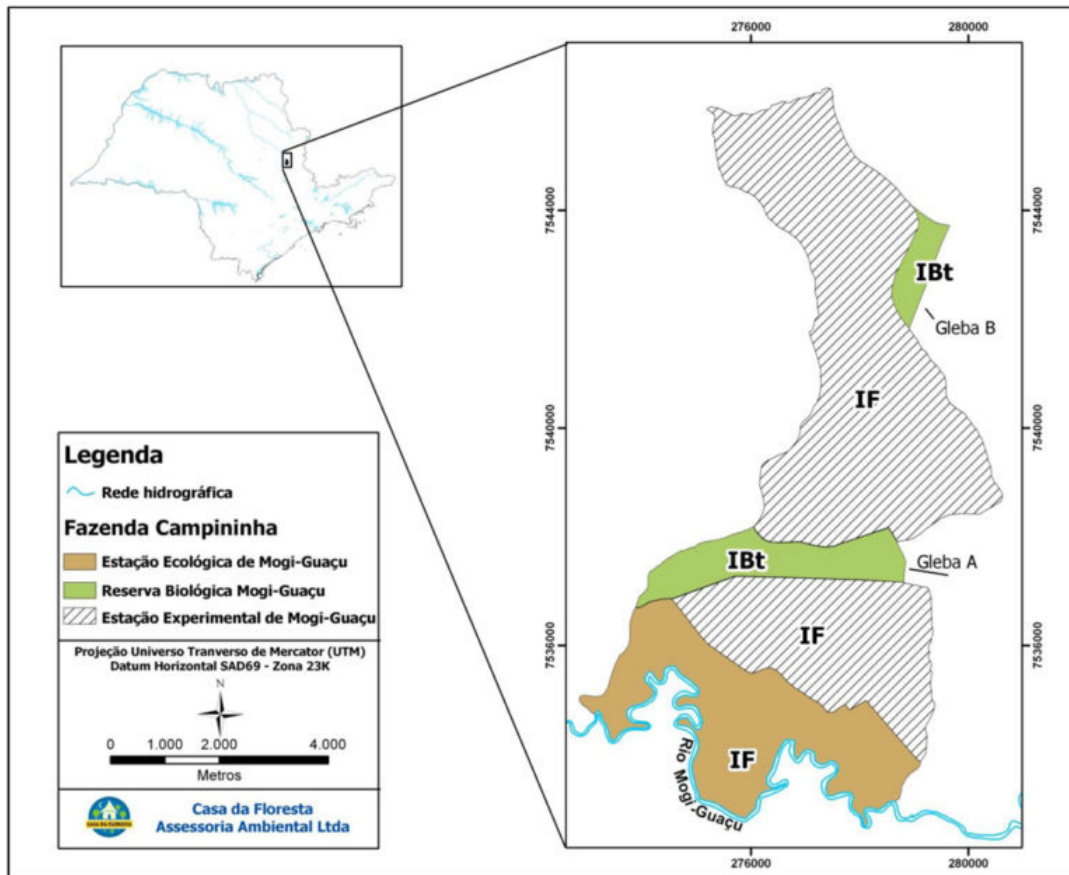 276000
280000
7544000
7544000
IBt
Gleba B
IF
7540000
7540000
Legenda
Rede hidrográfica
Fazenda Campininha
Estação Ecológica de Mogi-Guaçu
Reserva Biológica Mogi-Guaçu
Estação Experimental de Mogi-Guaçu
IBt
Gleba A
IF
7536000
7536000
Projeção Universo Tranverso de Mercator (UTM)
Datum Horizontal SAD69 - Zona 23K
N
0 1.000 2.000 4.000
Metros
IF
Rio Mogi-Guaçu
CASA DA FLORESTA
Casa da Floresta
Assessoria Ambiental Ltda
276000
280000